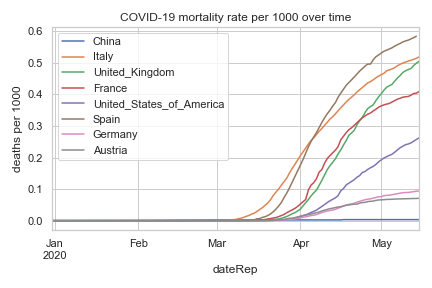 COVID-19 mortality rate per 1000 over time
deaths per 1000
0.6
0.5
0.4
0.3
0.2
0.1
0.0
China
Italy
United_Kingdom
France
United_States_of_America
Spain
Germany
Austria
Jan Feb Mar Apr May
2020
dateRep